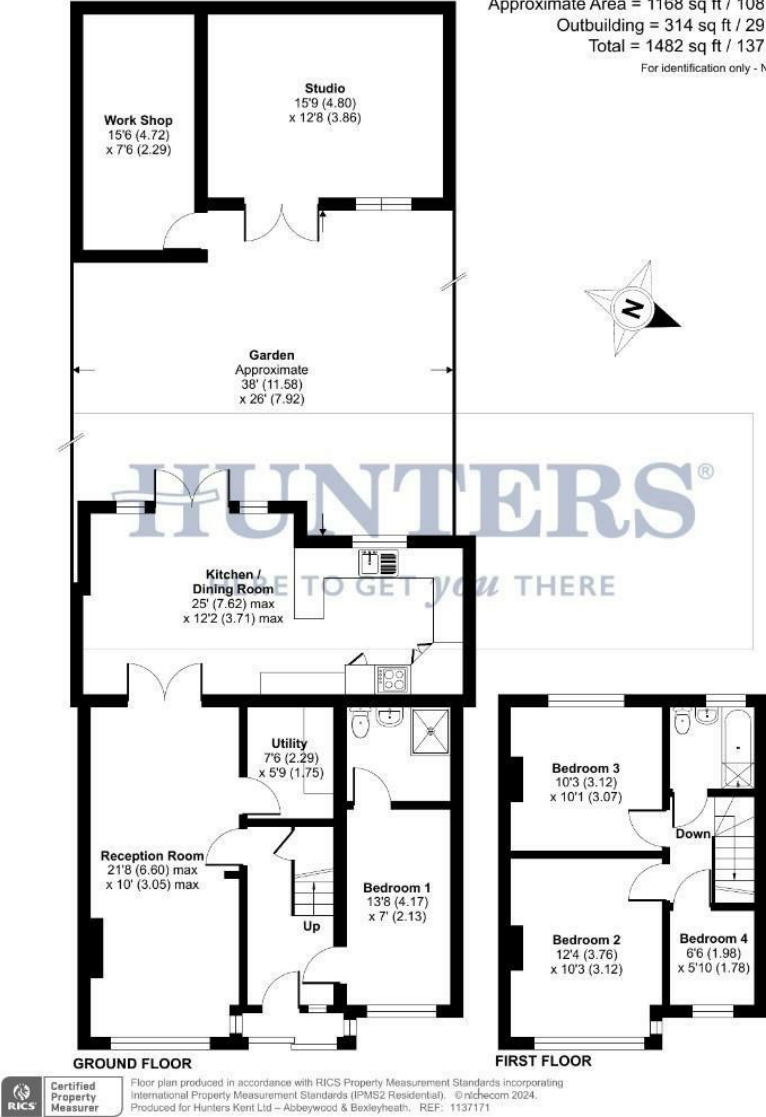 Approximate Area = 1168 sq ft / 108
Outbuilding = 314 sq ft / 29
Total = 1482 sq ft / 137
For identification only - N
Work Shop
15'6 (4.72)
x 7'6 (2.29)
Studio
15'9 (4.80)
x 12'8 (3.86)
N
Garden
Approximate
38' (11.58)
x 26' (7.92)
HUNTERS®
HERE TO GET you THERE
Kitchen /
Dining Room
25' (7.62) max
x 12'2 (3.71) max
Utility
7'6 (2.29)
x 5'9 (1.75)
Reception Room
21'8 (6.60) max
x 10' (3.05) max
Up
Bedroom 1
13'8 (4.17)
x 7' (2.13)
Bedroom 3
10'3 (3.12)
x 10'1 (3.07)
Down
Bedroom 2
12'4 (3.76)
x 10'3 (3.12)
Bedroom 4
6'6 (1.98)
x 5'10 (1.78)
GROUND FLOOR
FIRST FLOOR
RICS
Certified
Property
Measurer
Floor plan produced in accordance with RICS Property Measurement Standards incorporating
International Property Measurement Standards (IPMS2 Residential). © nichecom 2024.
Produced for Hunters Kent Ltd – Abbeywood & Bexleyheath. REF: 1137171